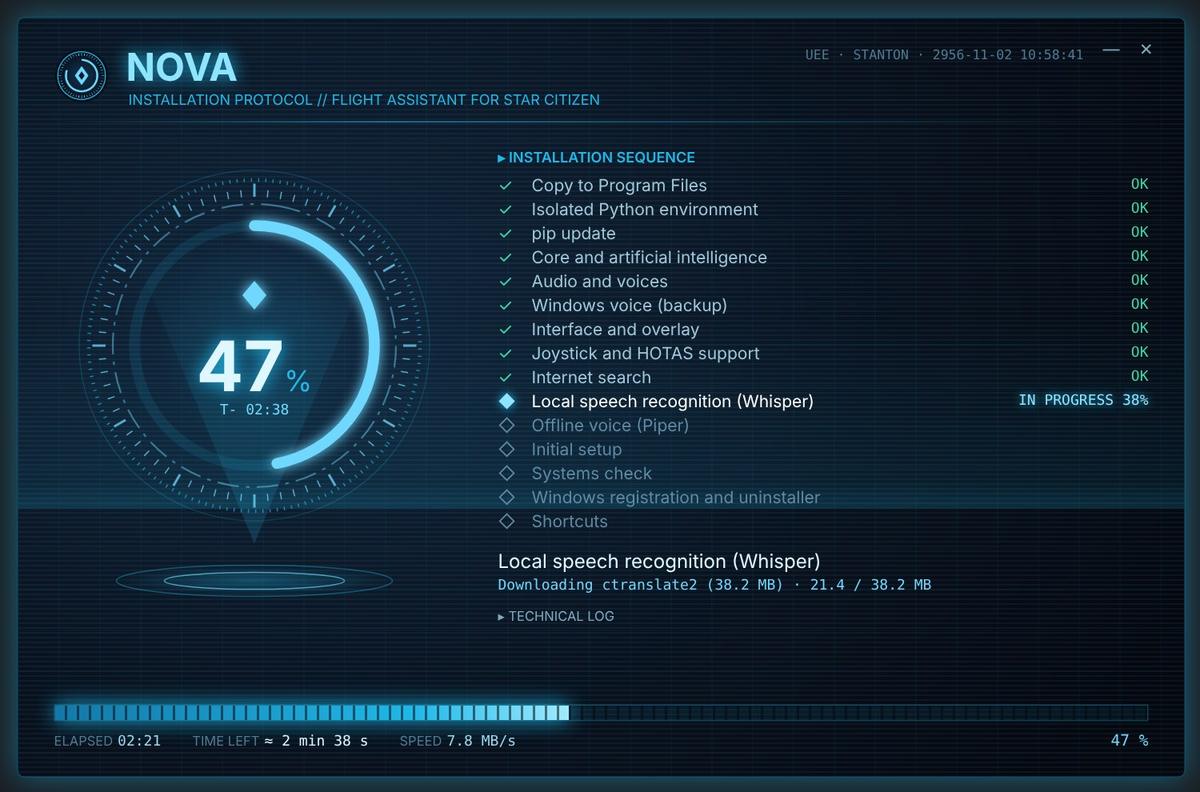 NOVA
INSTALLATION PROTOCOL // FLIGHT ASSISTANT FOR STAR CITIZEN
UEE · STANTON · 2956-11-02 10:58:41
47 %
T- 02:38
▸ INSTALLATION SEQUENCE
Copy to Program Files OK
Isolated Python environment OK
pip update OK
Core and artificial intelligence OK
Audio and voices OK
Windows voice (backup) OK
Interface and overlay OK
Joystick and HOTAS support OK
Internet search OK
Local speech recognition (Whisper) IN PROGRESS 38%
Offline voice (Piper)
Initial setup
Systems check
Windows registration and uninstaller
Shortcuts
Local speech recognition (Whisper)
Downloading ctranslate2 (38.2 MB) · 21.4 / 38.2 MB
▸ TECHNICAL LOG
ELAPSED 02:21 TIME LEFT ≈ 2 min 38 s SPEED 7.8 MB/s 47 %